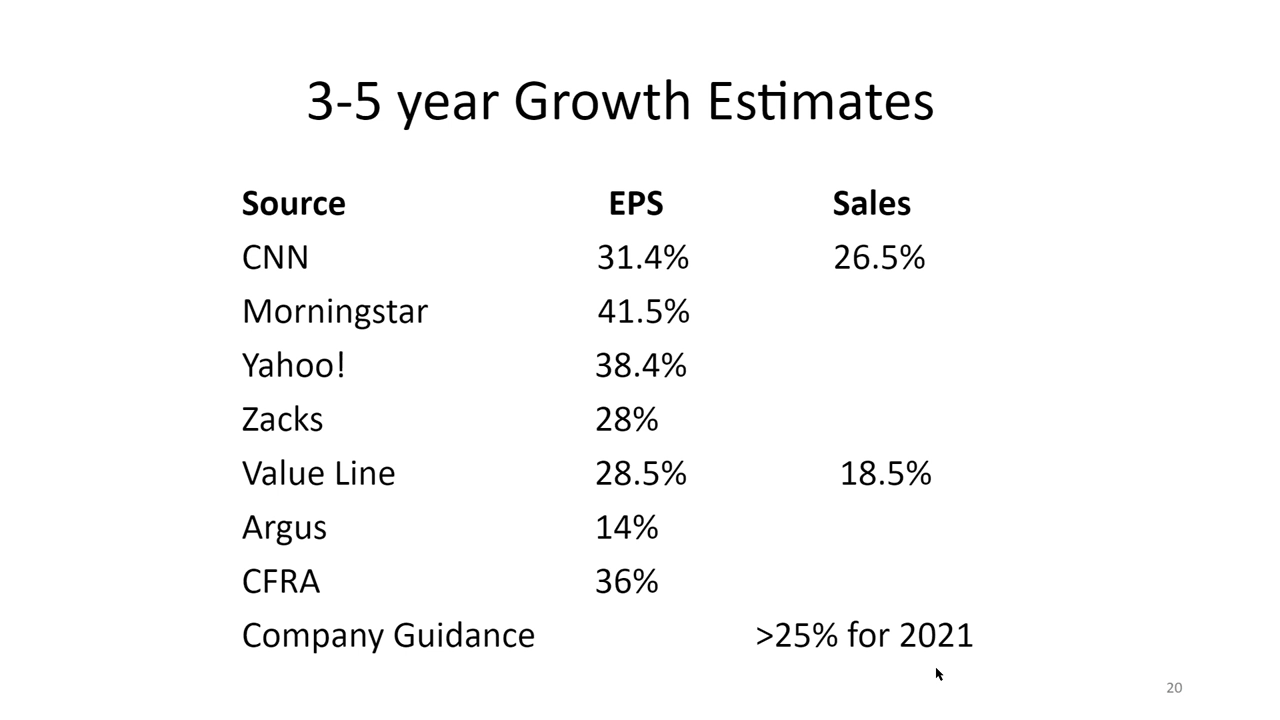 3-5 year Growth Estimates
Source EPS Sales
CNN 31.4% 26.5%
Morningstar 41.5%
Yahoo! 38.4%
Zacks 28%
Value Line 28.5% 18.5%
Argus 14%
CFRA 36%
Company Guidance >25% for 2021
20